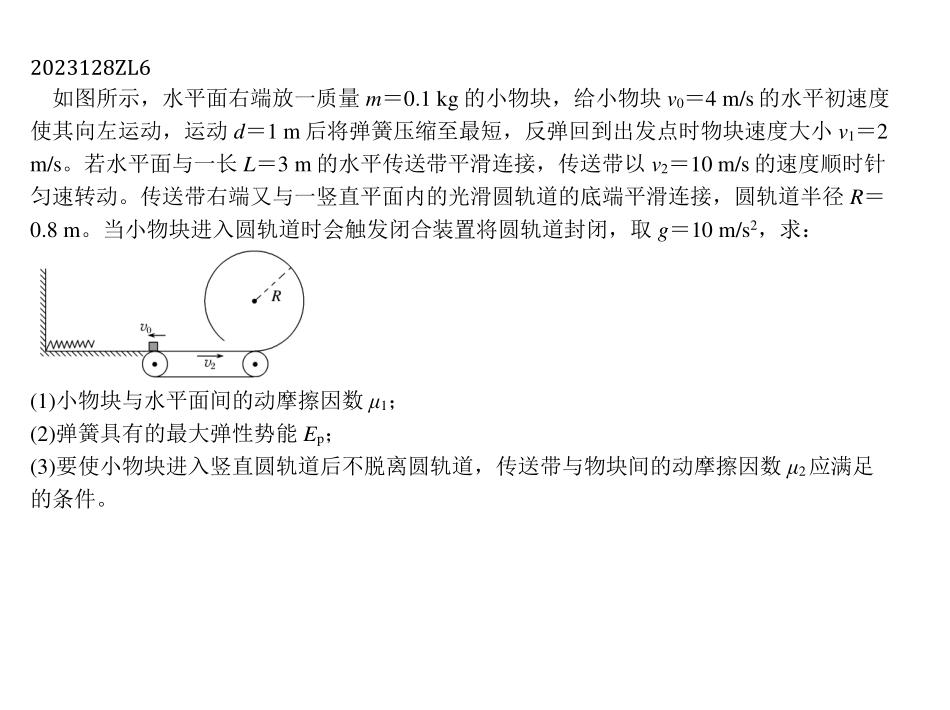 2023128ZL6
如图所示，水平面右端放一质量 m＝0.1 kg 的小物块，给小物块 v₀＝4 m/s 的水平初速度
使其向左运动，运动 d＝1 m 后将弹簧压缩至最短，反弹回到出发点时物块速度大小 v₁＝2
m/s。若水平面与一长 L＝3 m 的水平传送带平滑连接，传送带以 v₂＝10 m/s 的速度顺时针
匀速转动。传送带右端又与一竖直平面内的光滑圆轨道的底端平滑连接，圆轨道半径 R＝
0.8 m。当小物块进入圆轨道时会触发闭合装置将圆轨道封闭，取 g＝10 m/s²，求：
R
v₀
v₂
(1)小物块与水平面间的动摩擦因数 μ₁；
(2)弹簧具有的最大弹性势能 Eₚ；
(3)要使小物块进入竖直圆轨道后不脱离圆轨道，传送带与物块间的动摩擦因数 μ₂应满足
的条件。